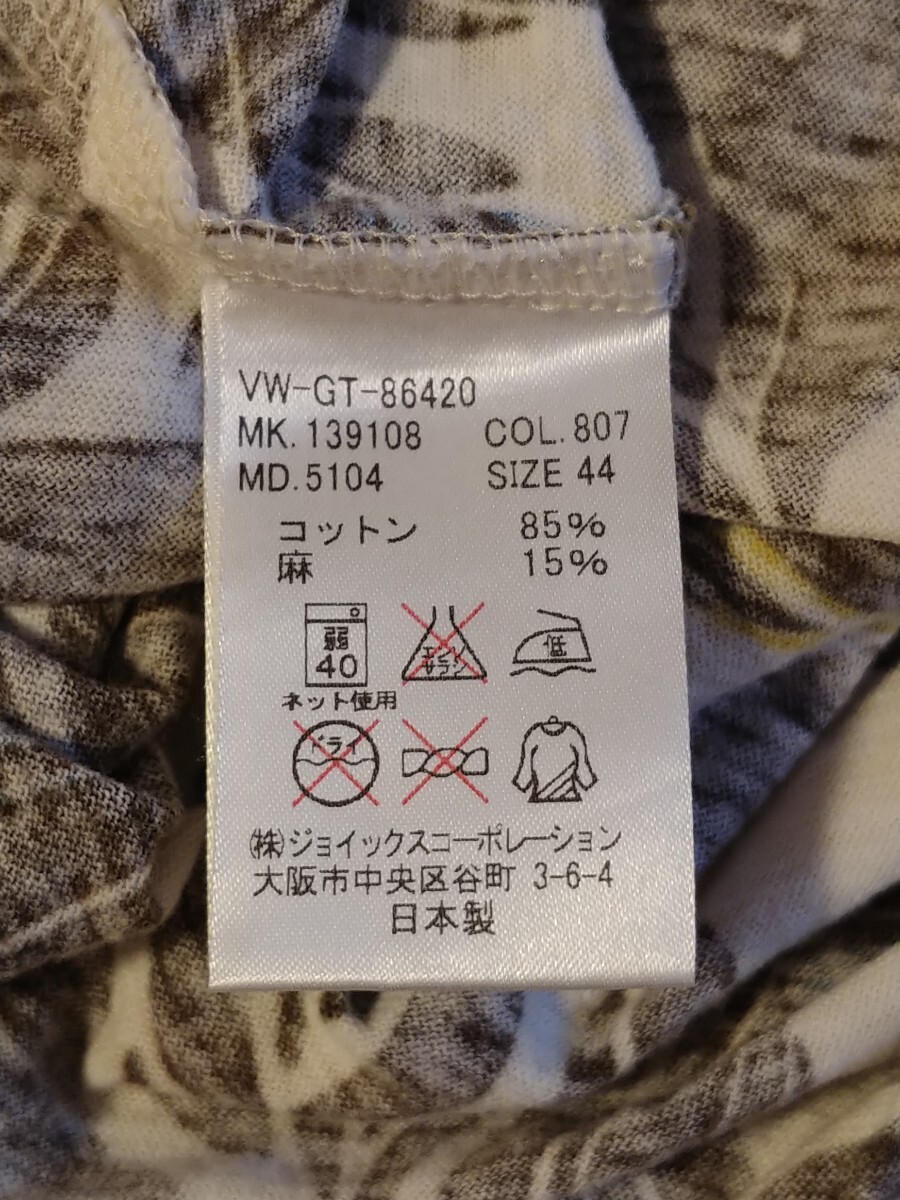 VW-GT-86420
MK.139108 COL.807
MD.5104 SIZE 44
コットン 85%
麻 15%
弱 エンソ 低
40 サラシ
ネット使用
ドライ
㈱ジョイックスコーポレーション
大阪市中央区谷町 3-6-4
日本製